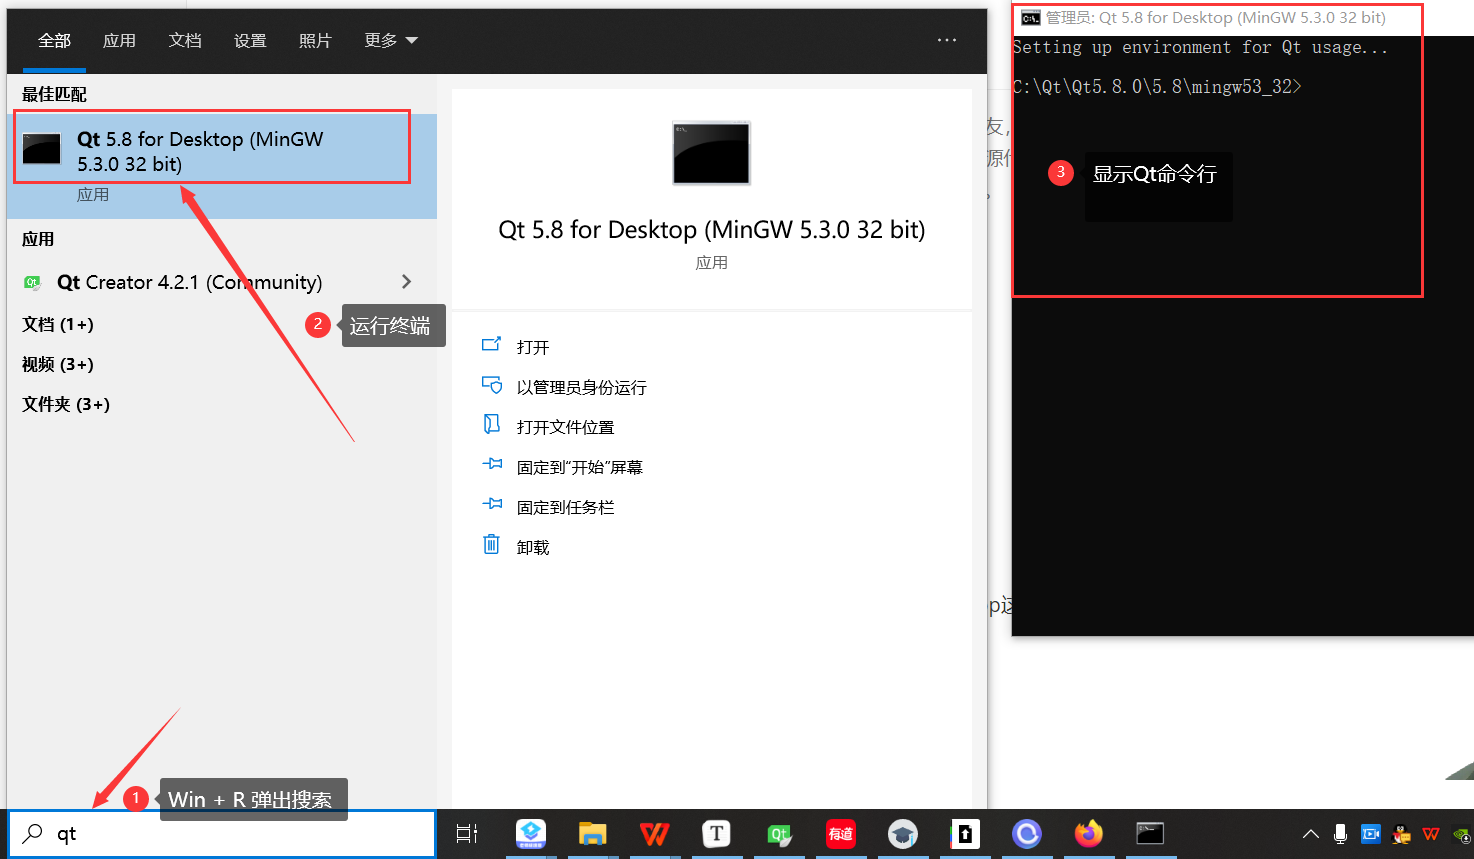 全部 应用 文档 设置 照片 更多
最佳匹配
Qt 5.8 for Desktop (MinGW
5.3.0 32 bit)
应用
应用
Qt Creator 4.2.1 (Community)
文档 (1+)
视频 (3+)
文件夹 (3+)
2 运行终端
1 Win + R 弹出搜索
qt
Qt 5.8 for Desktop (MinGW 5.3.0 32 bit)
应用
打开
以管理员身份运行
打开文件位置
固定到“开始”屏幕
固定到任务栏
卸载
管理员: Qt 5.8 for Desktop (MinGW 5.3.0 32 bit)
Setting up environment for Qt usage...
C:\Qt\Qt5.8.0\5.8\mingw53_32>
3 显示Qt命令行
友,
p这
T
Qt
有道